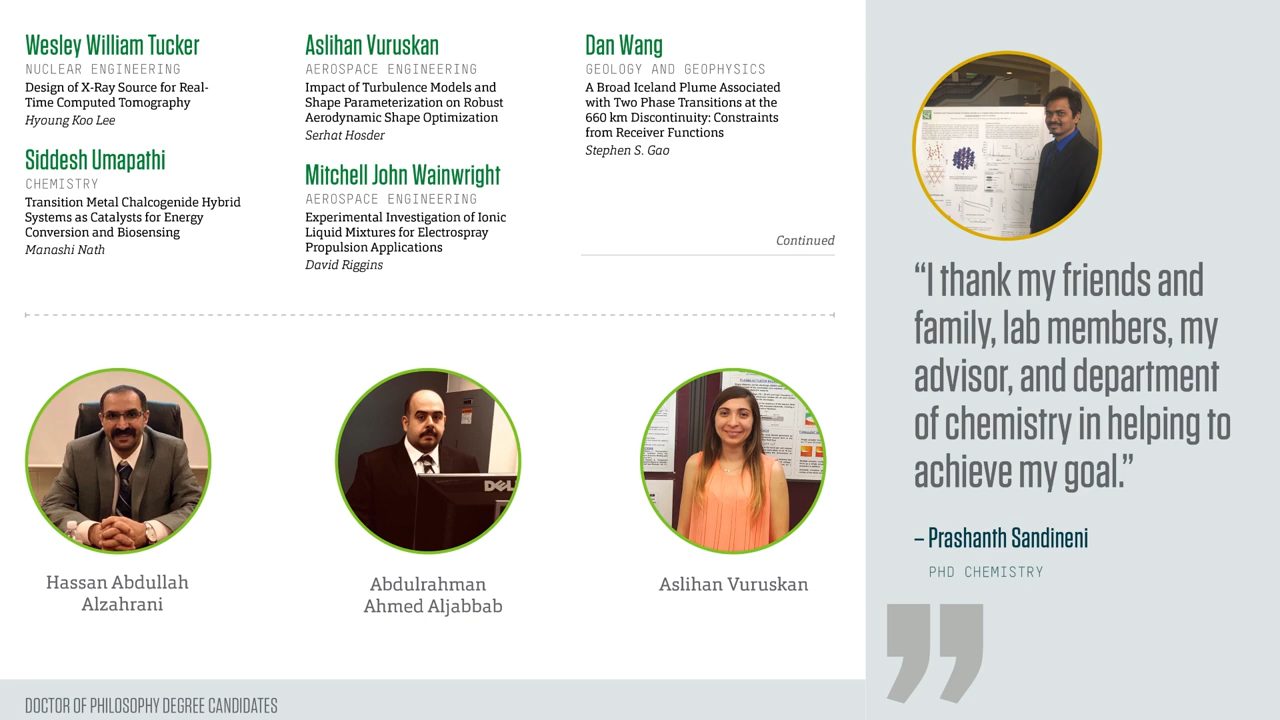 Wesley William Tucker
NUCLEAR ENGINEERING
Design of X-Ray Source for Real-
Time Computed Tomography
Hyoung Koo Lee
Siddesh Umapathi
CHEMISTRY
Transition Metal Chalcogenide Hybrid
Systems as Catalysts for Energy
Conversion and Biosensing
Manashi Nath
Aslihan Vuruskan
AEROSPACE ENGINEERING
Impact of Turbulence Models and
Shape Parameterization on Robust
Aerodynamic Shape Optimization
Serhat Hosder
Mitchell John Wainwright
AEROSPACE ENGINEERING
Experimental Investigation of Ionic
Liquid Mixtures for Electrospray
Propulsion Applications
David Riggins
Dan Wang
GEOLOGY AND GEOPHYSICS
A Broad Iceland Plume Associated
with Two Phase Transitions at the
660 km Discontinuity: Constraints
from Receiver Functions
Stephen S. Gao
Continued
DELL
Hassan Abdullah
Alzahrani
Abdulrahman
Ahmed Aljabbab
Aslihan Vuruskan
DOCTOR OF PHILOSOPHY DEGREE CANDIDATES
“I thank my friends and
family, lab members, my
advisor, and department
of chemistry in helping to
achieve my goal.”
– Prashanth Sandineni
PHD CHEMISTRY
”